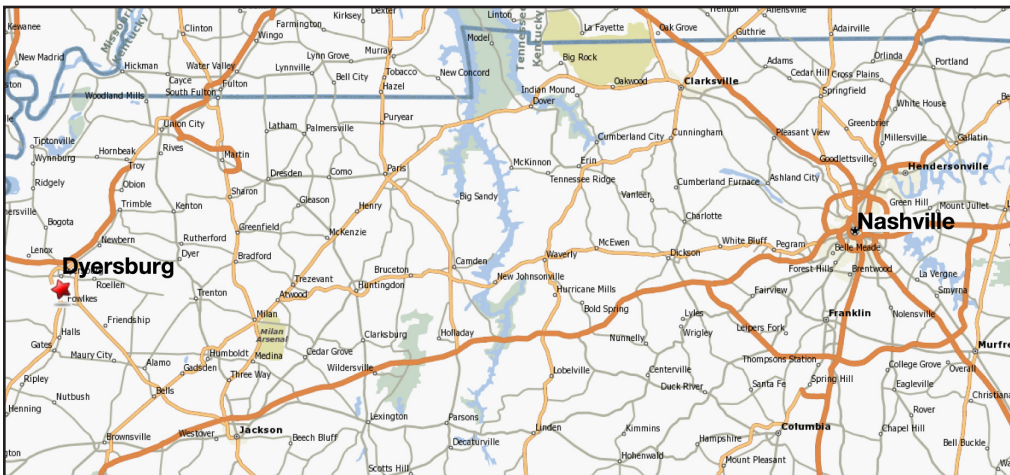 Kewanee
New Madrid
Missouri
Kentucky
Hickman
Clinton
Cayce
Water Valley
South Fulton
Fulton
Wingo
Farmington
Kirksey
Dexter
Lynn Grove
Lynnville
Bell City
Murray
Tobacco
Hazel
New Concord
Model
Linton
Tennessee
Kentucky
La Fayette
Big Rock
Oak Grove
Trenton
Guthrie
Allensville
Adairville
Adams
Cedar Hill
Cross Plains
Orlinda
Portland
Woodland Mills
Union City
Latham
Palmersville
Puryear
Indian Mound
Dover
Oakwood
Clarksville
Springfield
White House
Tiptonville
Wynnburg
Hornbeak
Troy
Rives
Martin
Dresden
Como
Paris
McKinnon
Cumberland City
Erin
Tennessee Ridge
Cunningham
Pleasant View
Greenbrier
Millersville
Gallatin
Goodlettsville
Hendersonville
Ridgely
Obion
Trimble
Kenton
Sharon
Gleason
Henry
Big Sandy
Vanleer
Cumberland Furnace
Ashland City
Charlotte
Green Hill
Mount Juliet
Nashville
Bogota
Lenox
Newbern
Rutherford
Dyer
Greenfield
Bradford
McKenzie
Camden
Waverly
McEwen
Dickson
White Bluff
Pegram
Belle Meade
Forest Hills
Brentwood
La Vergne
Smyrna
Dyersburg
Roellen
Fowlkes
Trenton
Trezevant
Atwood
Bruceton
Huntingdon
New Johnsonville
Hurricane Mills
Bold Spring
Fairview
Franklin
Nolensville
Halls
Gates
Friendship
Milan
Milan
Arsenal
Clarksburg
Holladay
Nunnelly
Lyles
Wrigley
Leipers Fork
Thompsons Station
Murfre
Maury City
Alamo
Humboldt
Gadsden
Medina
Cedar Grove
Wildersville
Three Way
Lobelville
Centerville
Duck River
Santa Fe
Spring Hill
College Grove
Overall
Eagleville
Christiana
Ripley
Nutbush
Henning
Bells
Brownsville
Westover
Jackson
Beech Bluff
Lexington
Scotts Hill
Parsons
Decaturville
Linden
Kimmins
Hohenwald
Hampshire
Mount Pleasant
Columbia
Rover
Chapel Hill
Bell Buckle